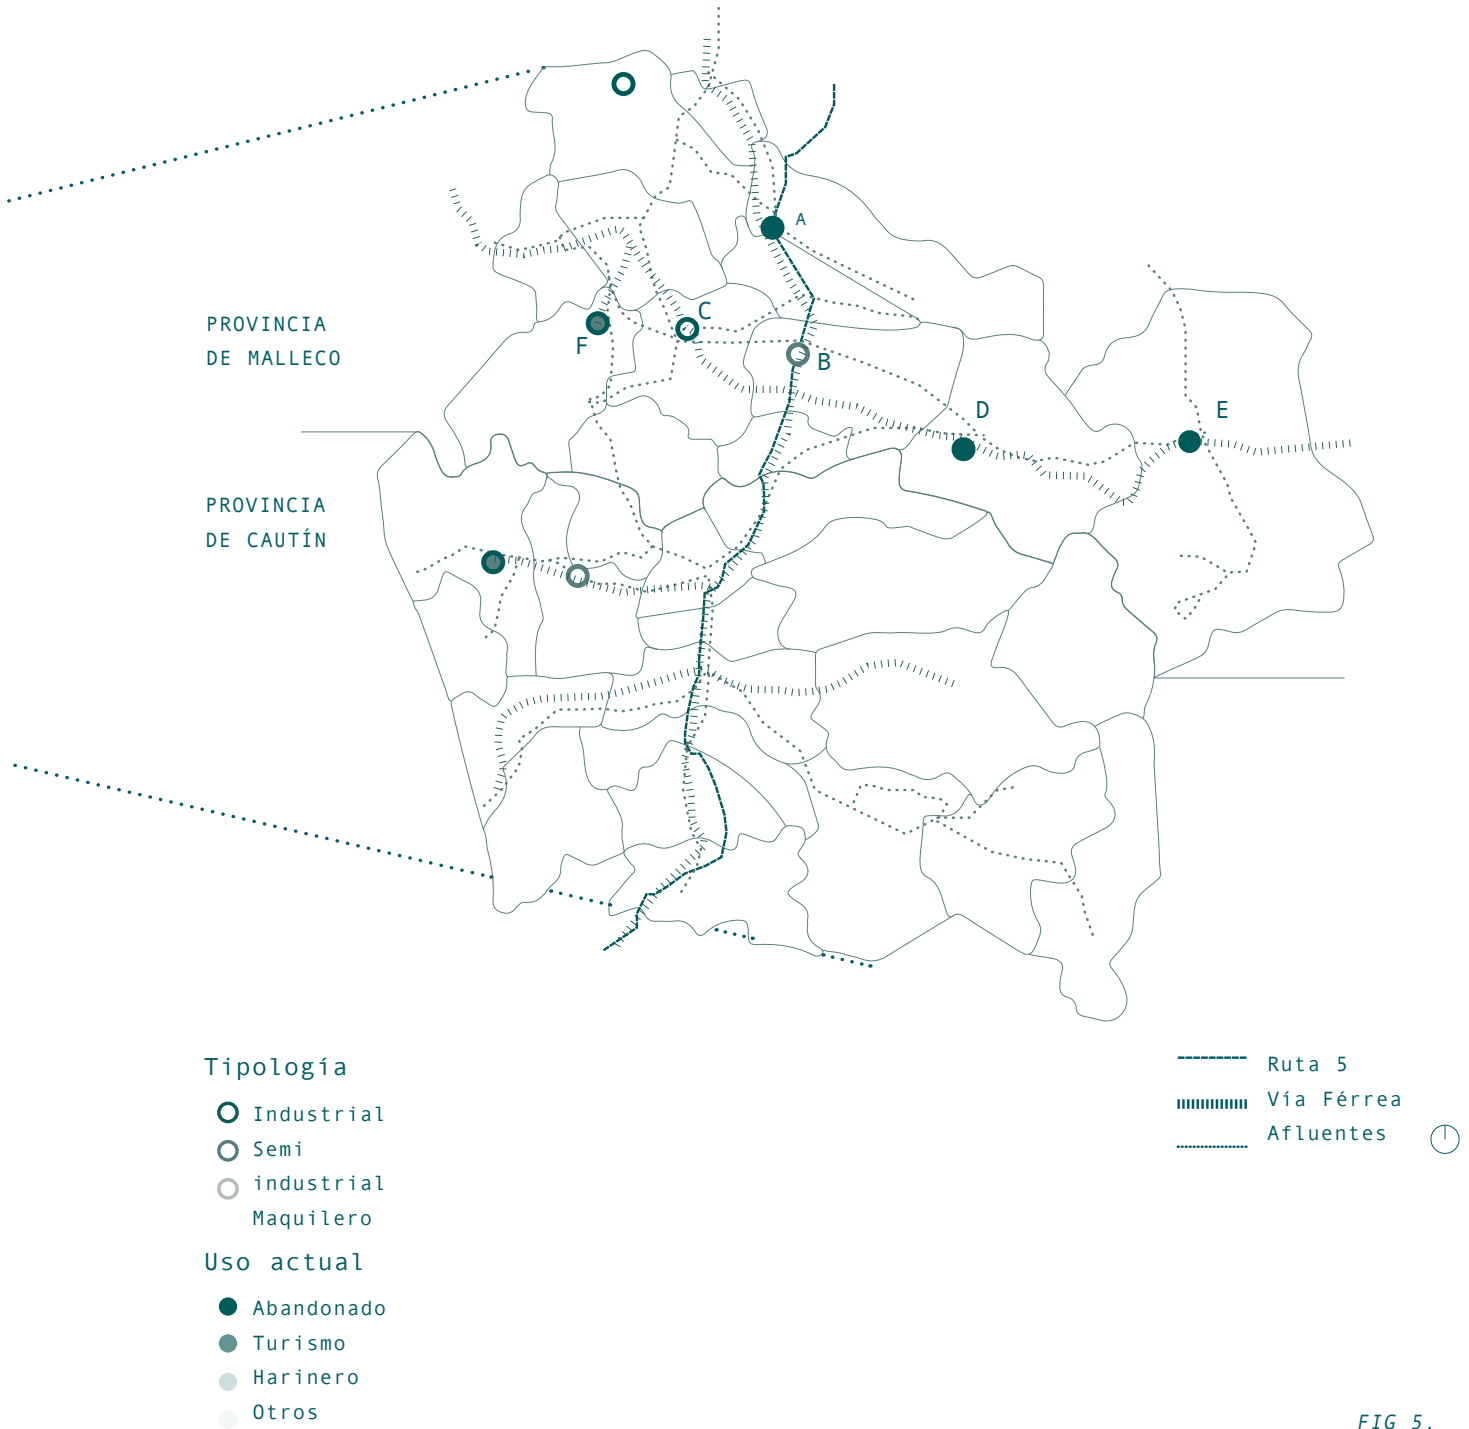 A
C
PROVINCIA
DE MALLECO
F
B
D
E
PROVINCIA
DE CAUTÍN
Tipología
Industrial
Semi
industrial
Maquilero
Uso actual
Abandonado
Turismo
Harinero
Otros
Ruta 5
Vía Férrea
Afluentes
FIG 5.